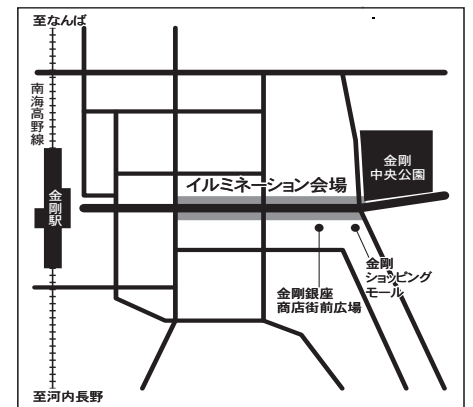 至なんば
南海高野線
金剛駅
金剛
中央公園
イルミネーション会場
金剛
ショッピング
モール
金剛銀座
商店街前広場
至河内長野